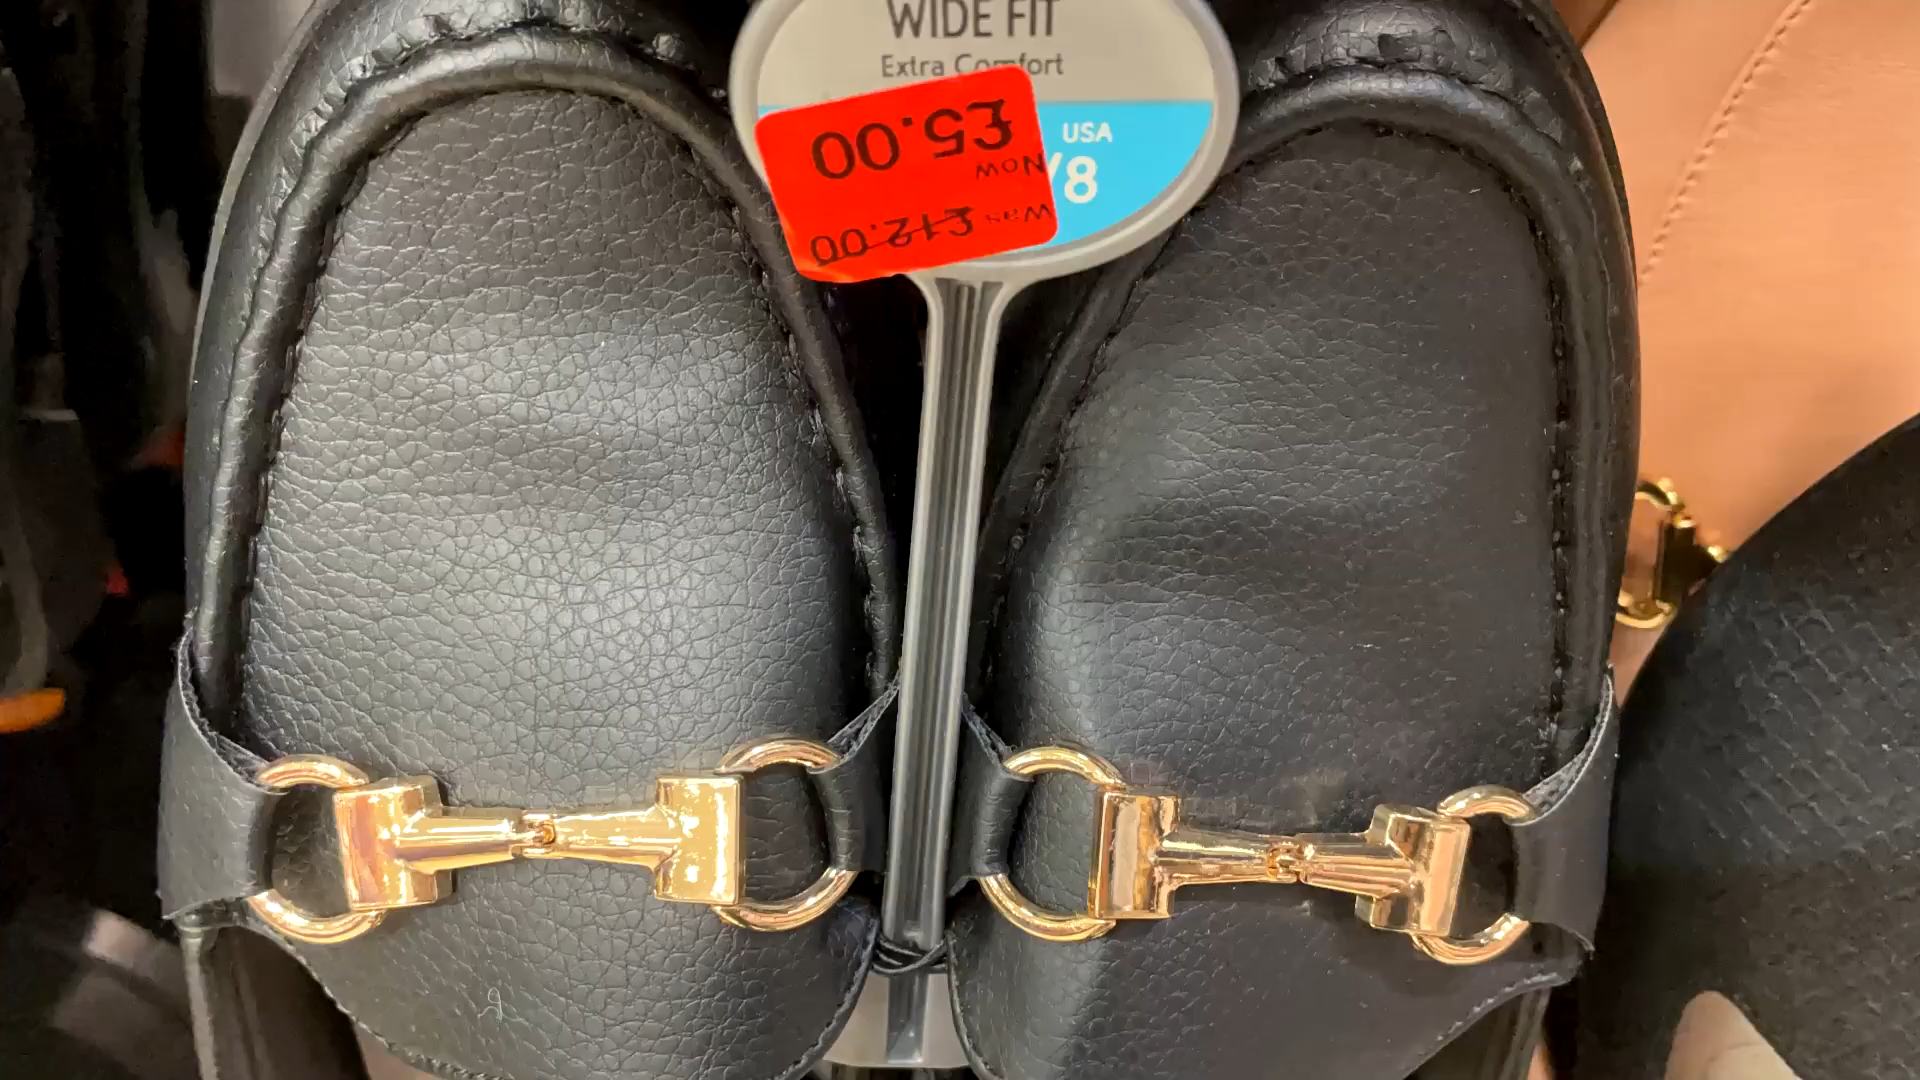 WIDE FIT
Extra Comfort
USA
/8
Was £12.00
Now
£5.00